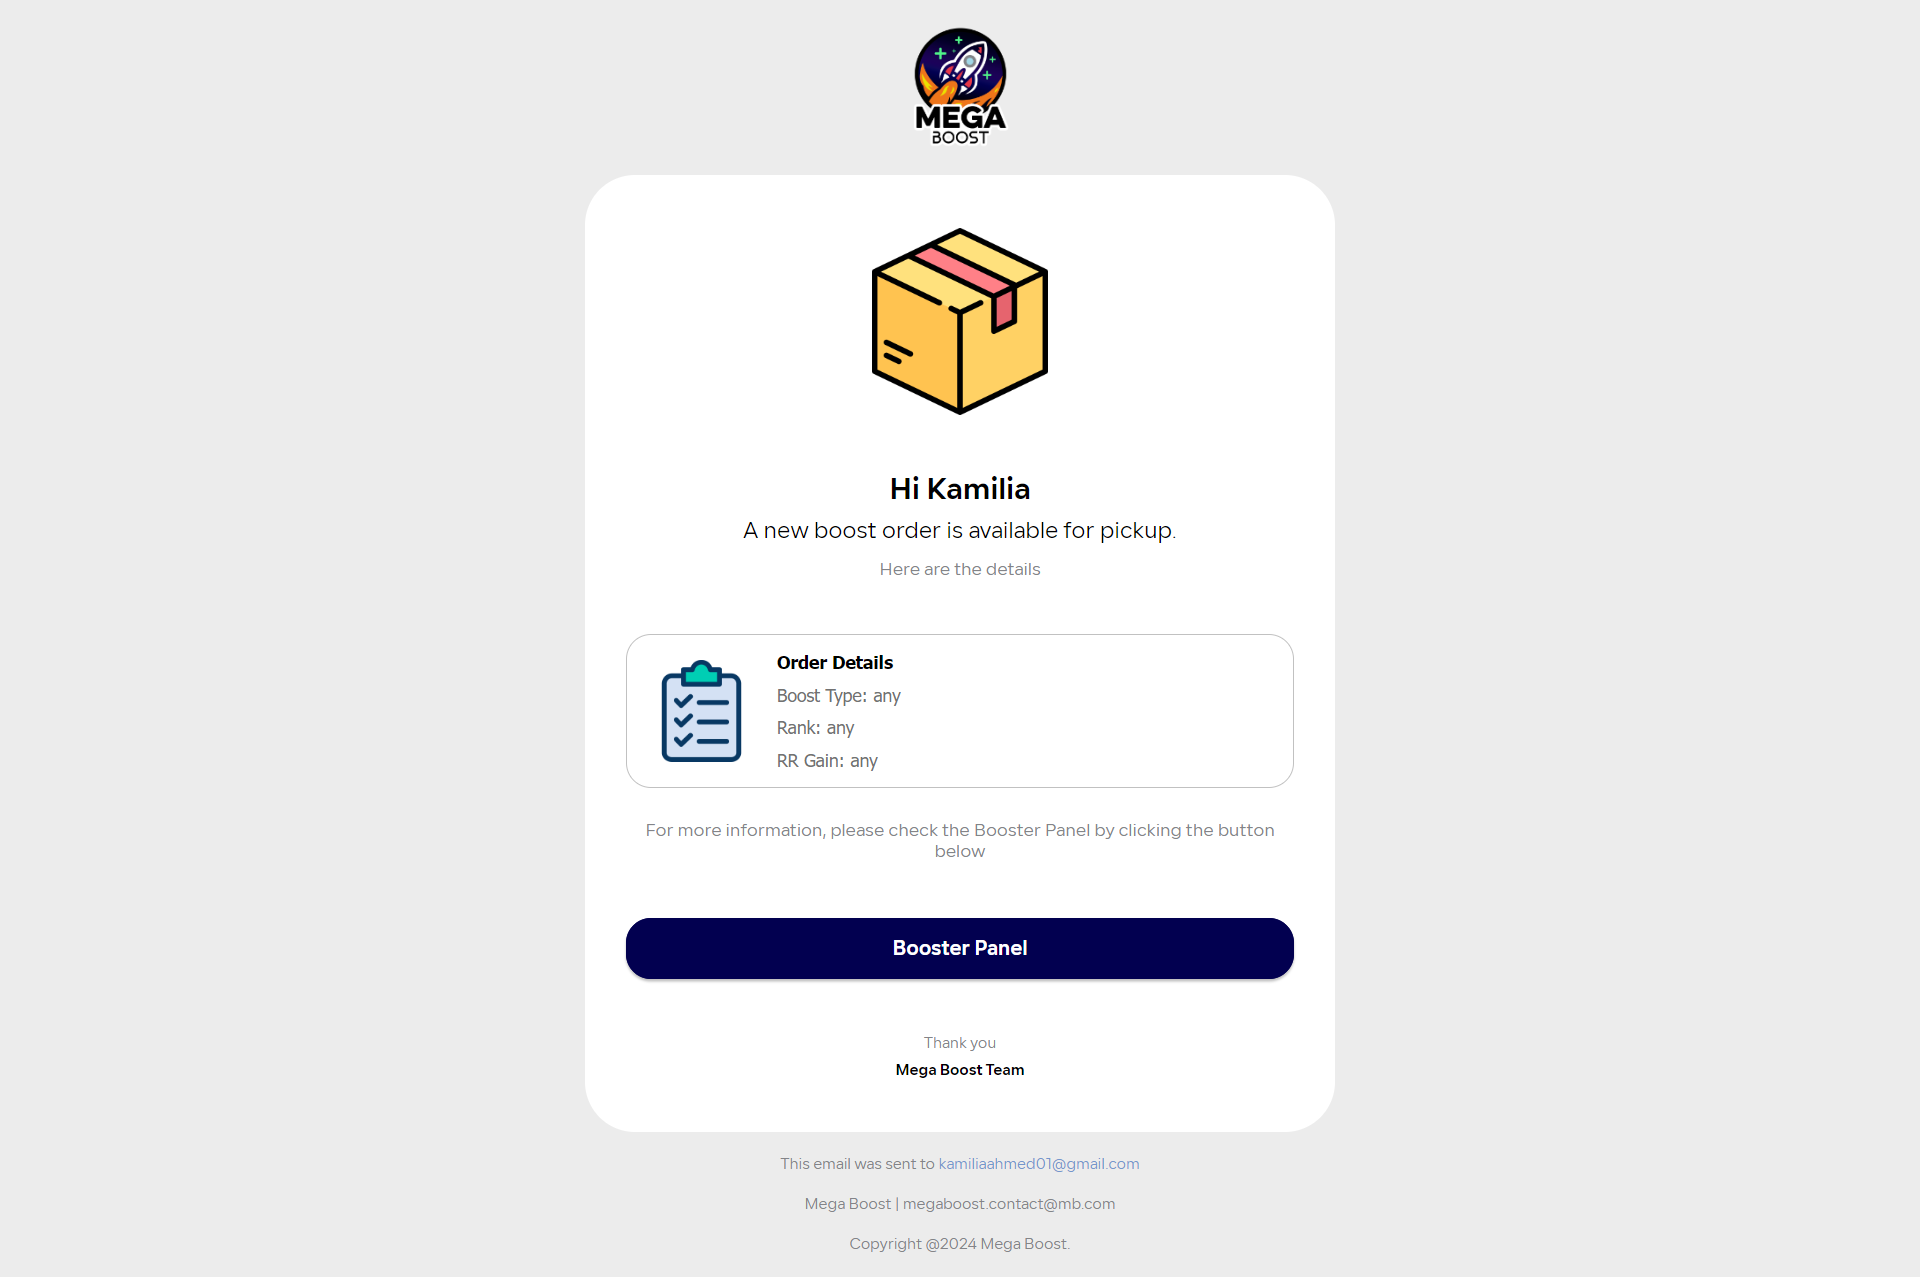 MEGA
BOOST
Hi Kamilia
A new boost order is available for pickup.
Here are the details
Order Details
Boost Type: any
Rank: any
RR Gain: any
For more information, please check the Booster Panel by clicking the button
below
Booster Panel
Thank you
Mega Boost Team
This email was sent to kamiliaahmed01@gmail.com
Mega Boost | megaboost.contact@mb.com
Copyright @2024 Mega Boost.